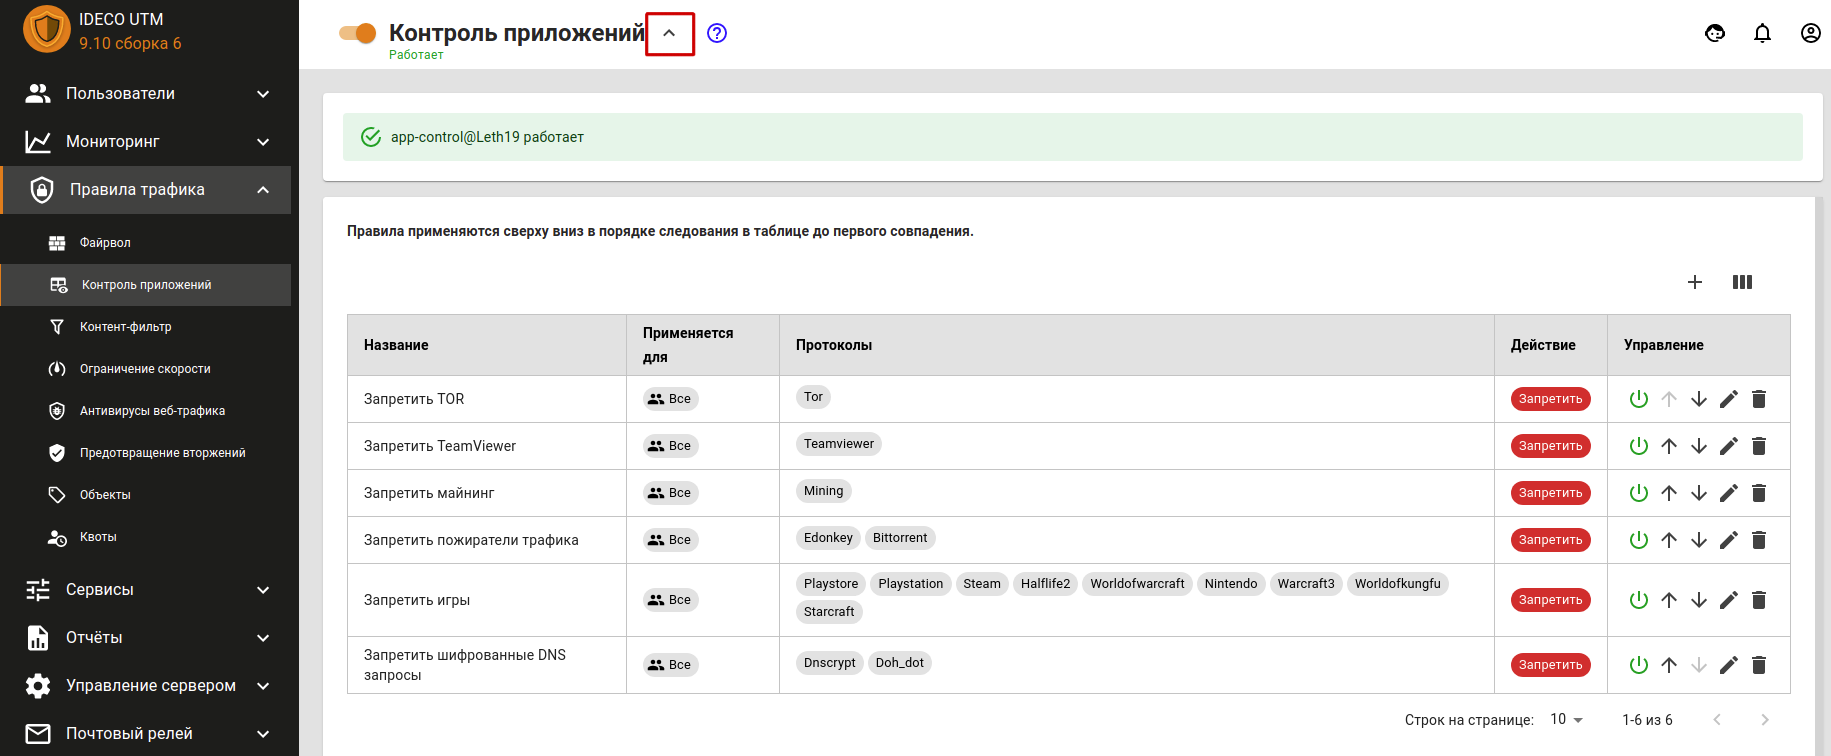 IDECO UTM
9.10 сборка 6
Пользователи
Мониторинг
Правила трафика
Файрвол
Контроль приложений
Контент-фильтр
Ограничение скорости
Антивирусы веб-трафика
Предотвращение вторжений
Объекты
Квоты
Сервисы
Отчёты
Управление сервером
Почтовый релей
Контроль приложений
Работает
app-control@Leth19 работает
Правила применяются сверху вниз в порядке следования в таблице до первого совпадения.
Название Применяется для Протоколы Действие Управление
Запретить TOR Все Tor Запретить
Запретить TeamViewer Все Teamviewer Запретить
Запретить майнинг Все Mining Запретить
Запретить пожиратели трафика Все Edonkey Bittorrent Запретить
Запретить игры Все Playstore Playstation Steam Halflife2 Worldofwarcraft Nintendo Warcraft3 Worldofkungfu Запретить
Starcraft
Запретить шифрованные DNS
запросы Все Dnscrypt Doh_dot Запретить
Строк на странице: 10 1-6 из 6